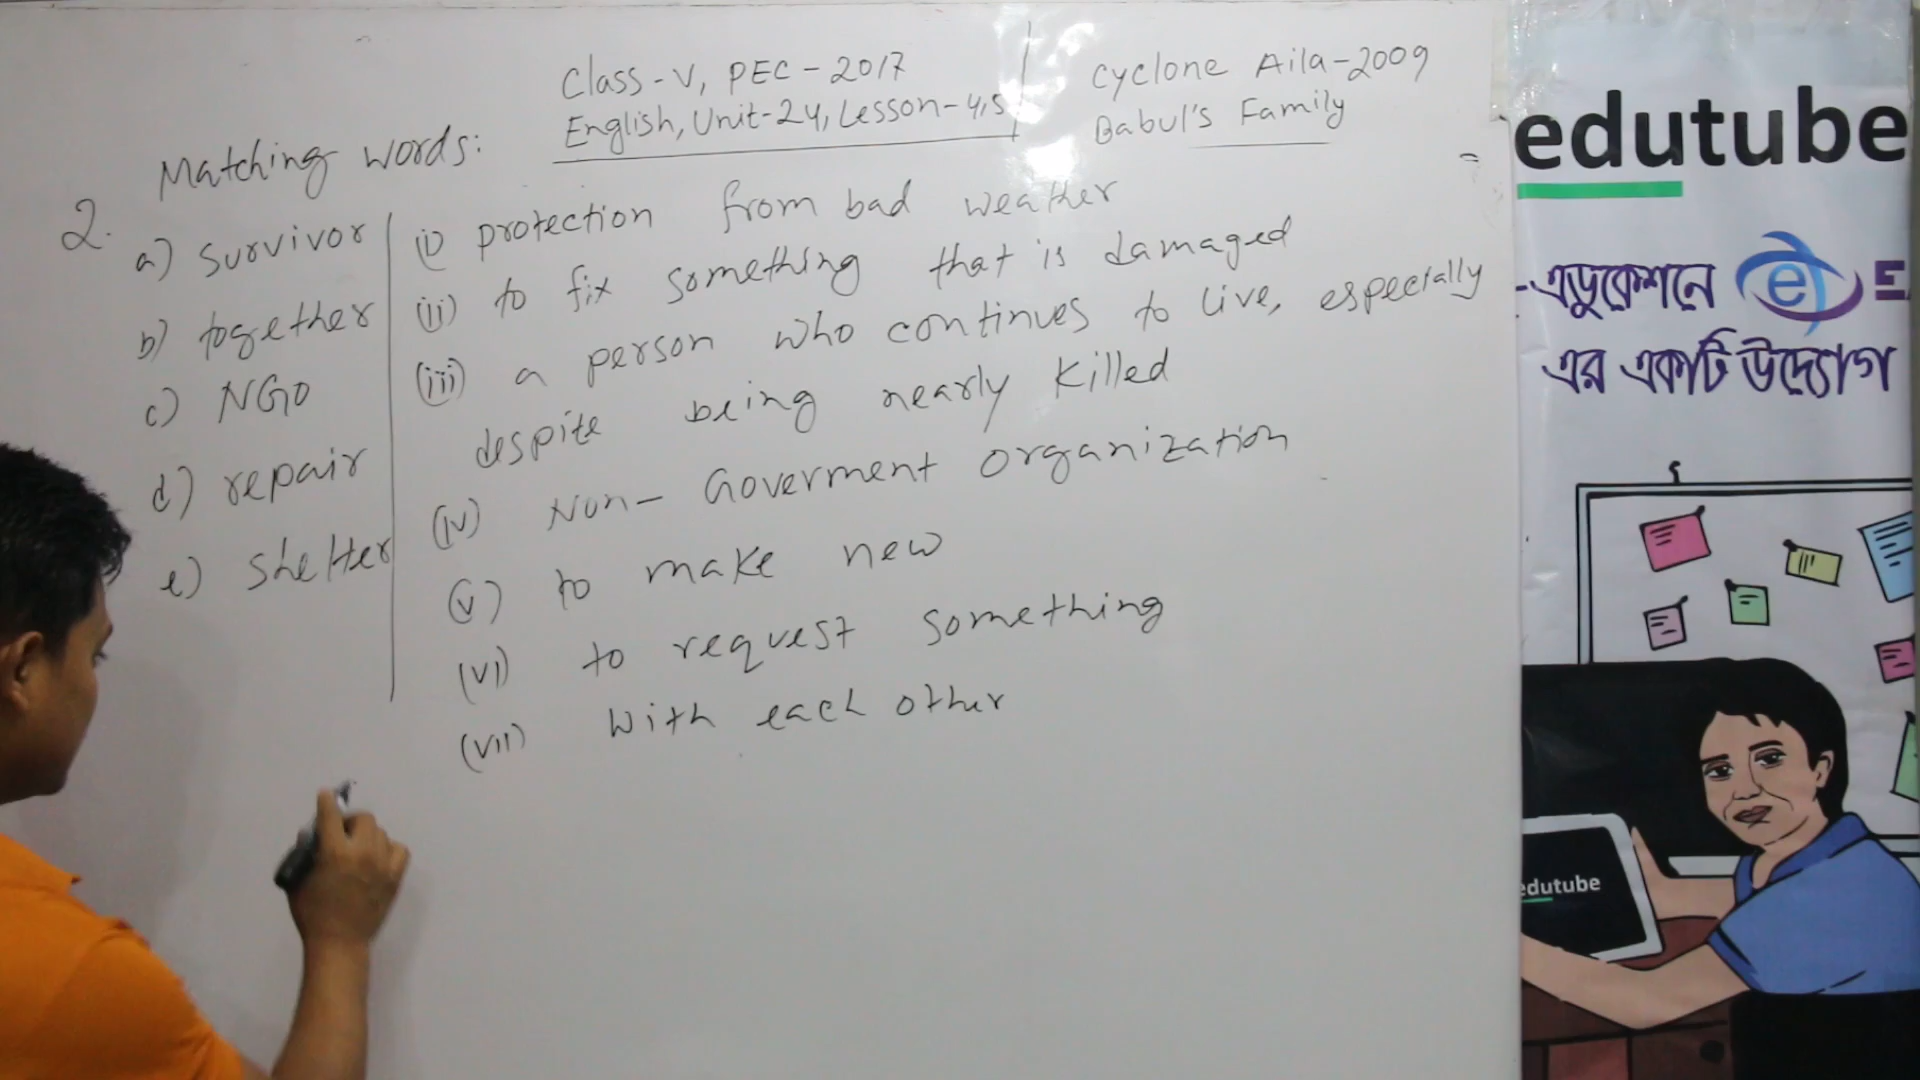 Class-V, PEC-2017
English, Unit-24, Lesson-4,5
Cyclone Aila-2009
Babul's Family
Matching words:
2.
a) survivor
b) together
c) NGO
d) repair
e) shelter
(i) protection from bad weather
(ii) to fix something that is damaged
(iii) a person who continues to live, especially
despite being nearly killed
(iv) Non-Goverment organization
(v) to make new
(vi) to request something
(vii) With each other
edutube
-এডুকেশনে
E
এর একটি উদ্যোগ
edutube